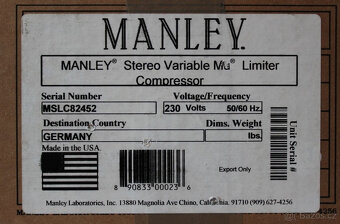 MANLEY.
MANLEY® Stereo Variable Mu® Limiter
Compressor
Serial Number Voltage/Frequency
MSLC82452 230 Volts 50/60 Hz.
Destination Country Dims. Weight
GERMANY lbs.
Made in the USA.
Unit Serial #
Export Only
8 90833 00023 6
Manley Laboratories, Inc. 13880 Magnolia Ave Chino, California. 91710 (909) 627-4256
bazos.cz